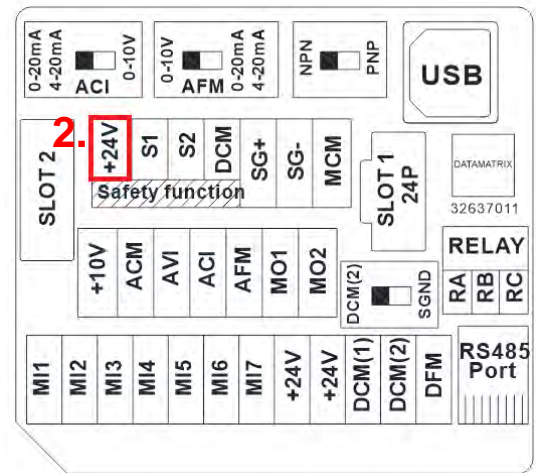 0-20mA
4-20mA
0-10V
ACI
0-10V
0-20mA
4-20mA
AFM
NPN
PNP
USB
2.
SLOT 2
+24V
S1
S2
DCM
SG+
SG-
MCM
Safety function
SLOT 1
24P
DATAMATRIX
32637011
+10V
ACM
AVI
ACI
AFM
MO1
MO2
DCM(2)
SGND
RELAY
RA
RB
RC
MI1
MI2
MI3
MI4
MI5
MI6
MI7
+24V
+24V
DCM(1)
DCM(2)
DFM
RS485
Port